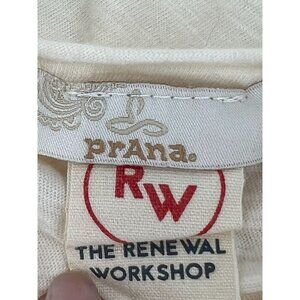 prAna.
RW
THE RENEWAL
WORKSHOP